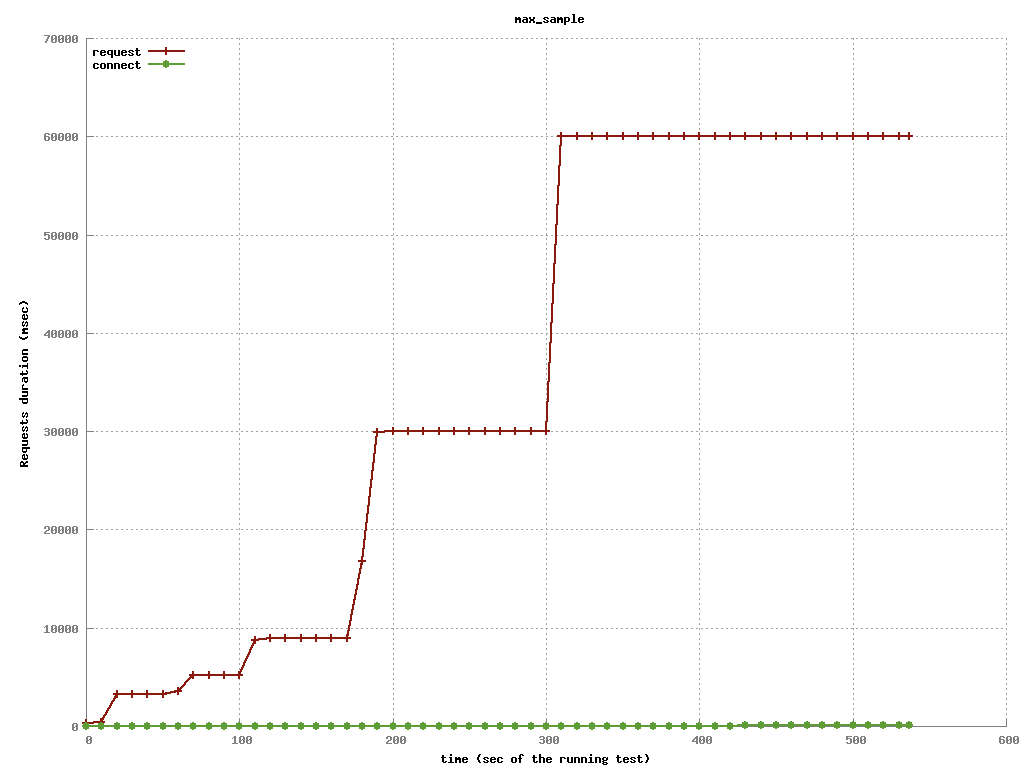 max_sample
70000
request
connect
60000
50000
40000
30000
20000
10000
0
Requests duration (msec)
0 100 200 300 400 500 600
time (sec of the running test)